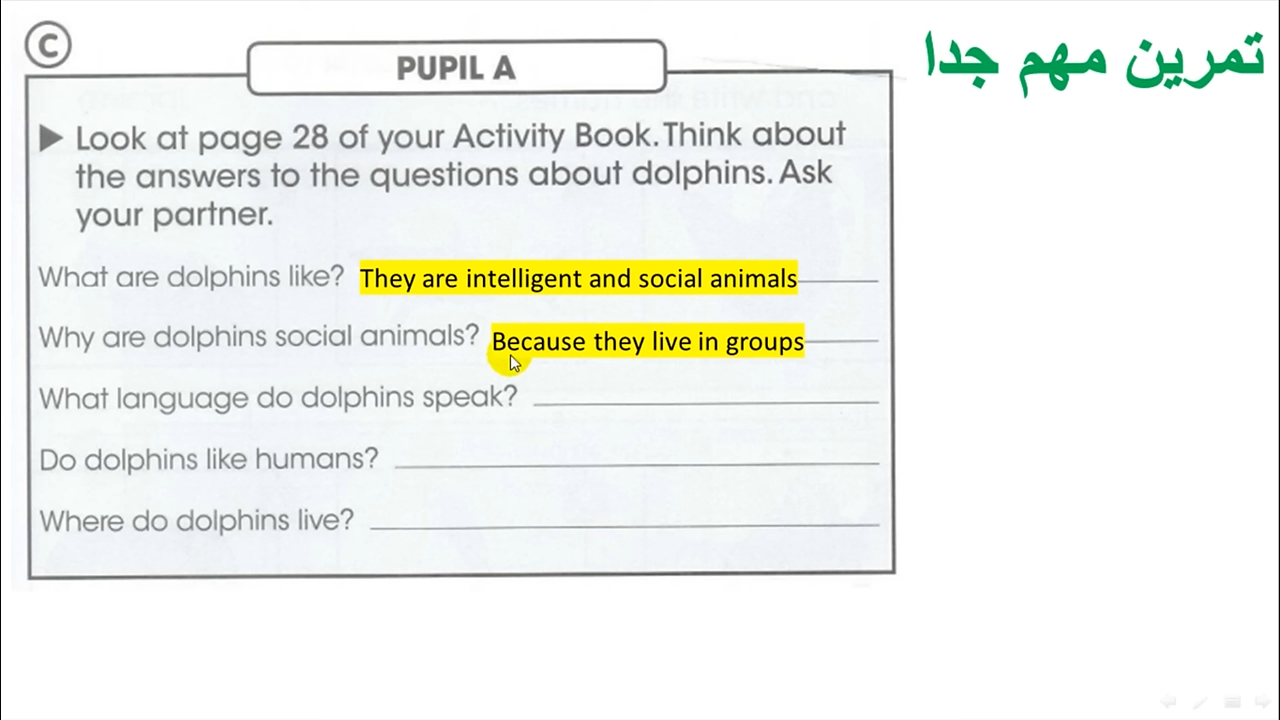 C
PUPIL A
تمرين مهم جدا
Look at page 28 of your Activity Book. Think about
the answers to the questions about dolphins. Ask
your partner.
What are dolphins like? They are intelligent and social animals
Why are dolphins social animals? Because they live in groups
What language do dolphins speak?
Do dolphins like humans?
Where do dolphins live?